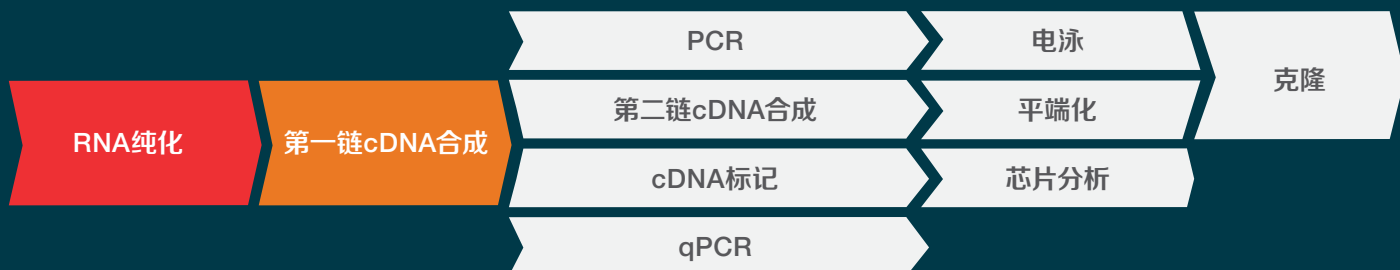 PCR
电泳
克隆
RNA纯化
第一链cDNA合成
第二链cDNA合成
平端化
cDNA标记
芯片分析
qPCR